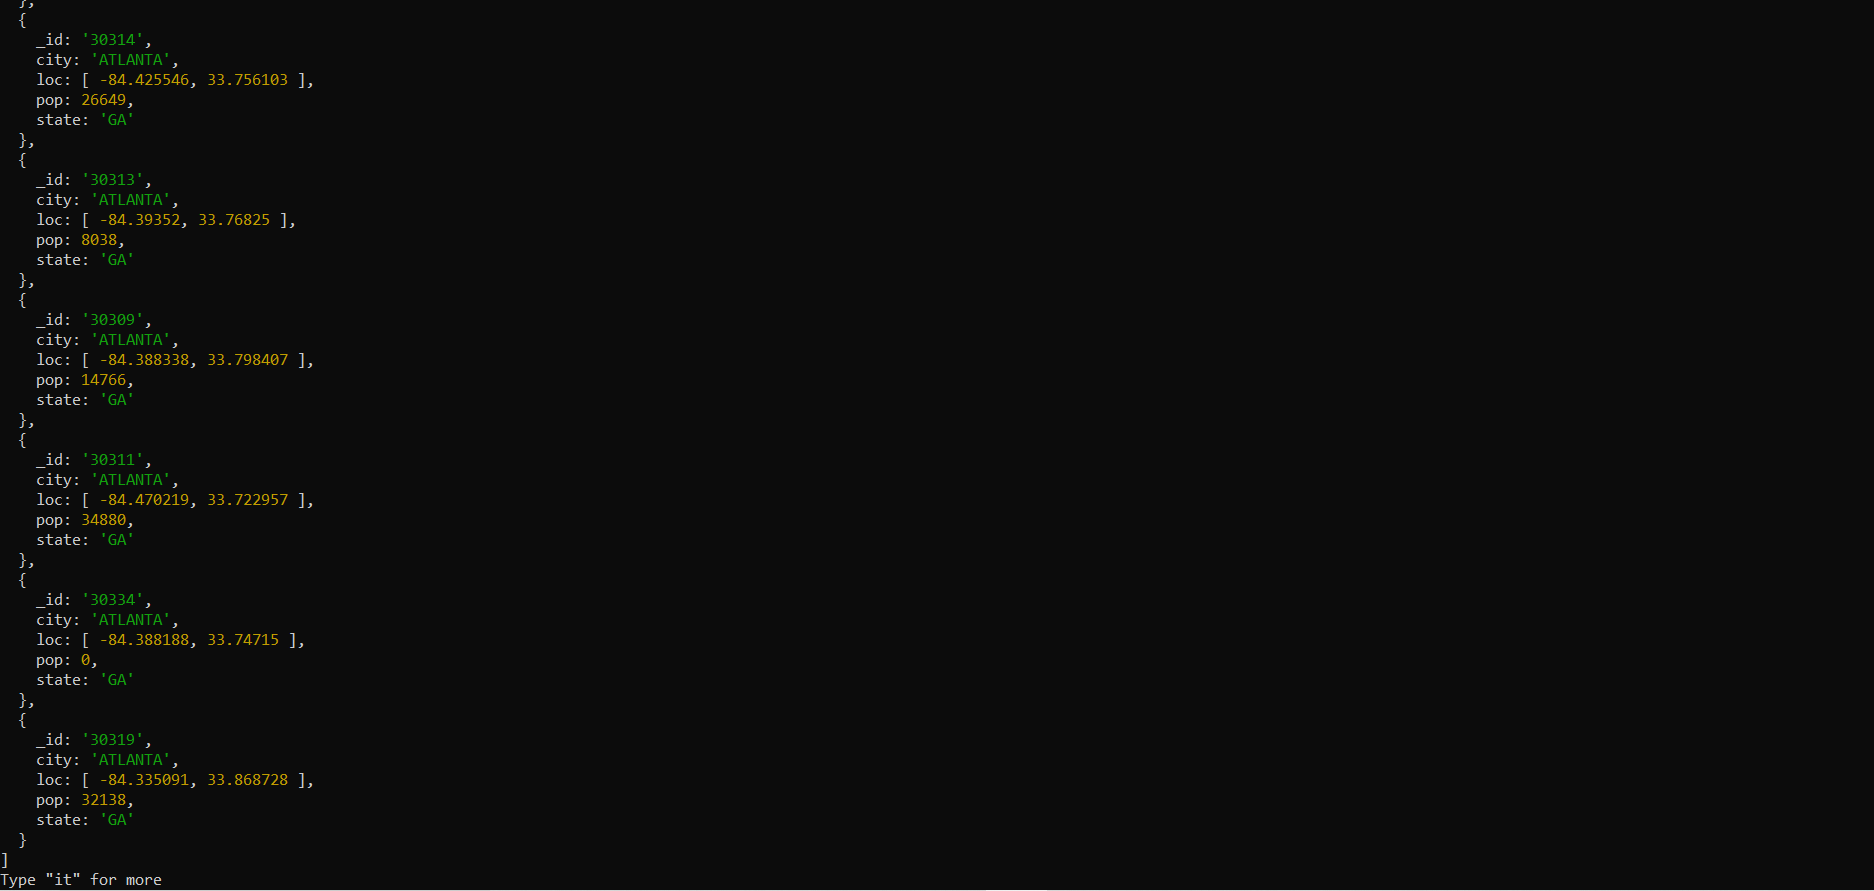 },
{
_id: '30314',
city: 'ATLANTA',
loc: [ -84.425546, 33.756103 ],
pop: 26649,
state: 'GA'
},
{
_id: '30313',
city: 'ATLANTA',
loc: [ -84.39352, 33.76825 ],
pop: 8038,
state: 'GA'
},
{
_id: '30309',
city: 'ATLANTA',
loc: [ -84.388338, 33.798407 ],
pop: 14766,
state: 'GA'
},
{
_id: '30311',
city: 'ATLANTA',
loc: [ -84.470219, 33.722957 ],
pop: 34880,
state: 'GA'
},
{
_id: '30334',
city: 'ATLANTA',
loc: [ -84.388188, 33.74715 ],
pop: 0,
state: 'GA'
},
{
_id: '30319',
city: 'ATLANTA',
loc: [ -84.335091, 33.868728 ],
pop: 32138,
state: 'GA'
}
]
Type "it" for more